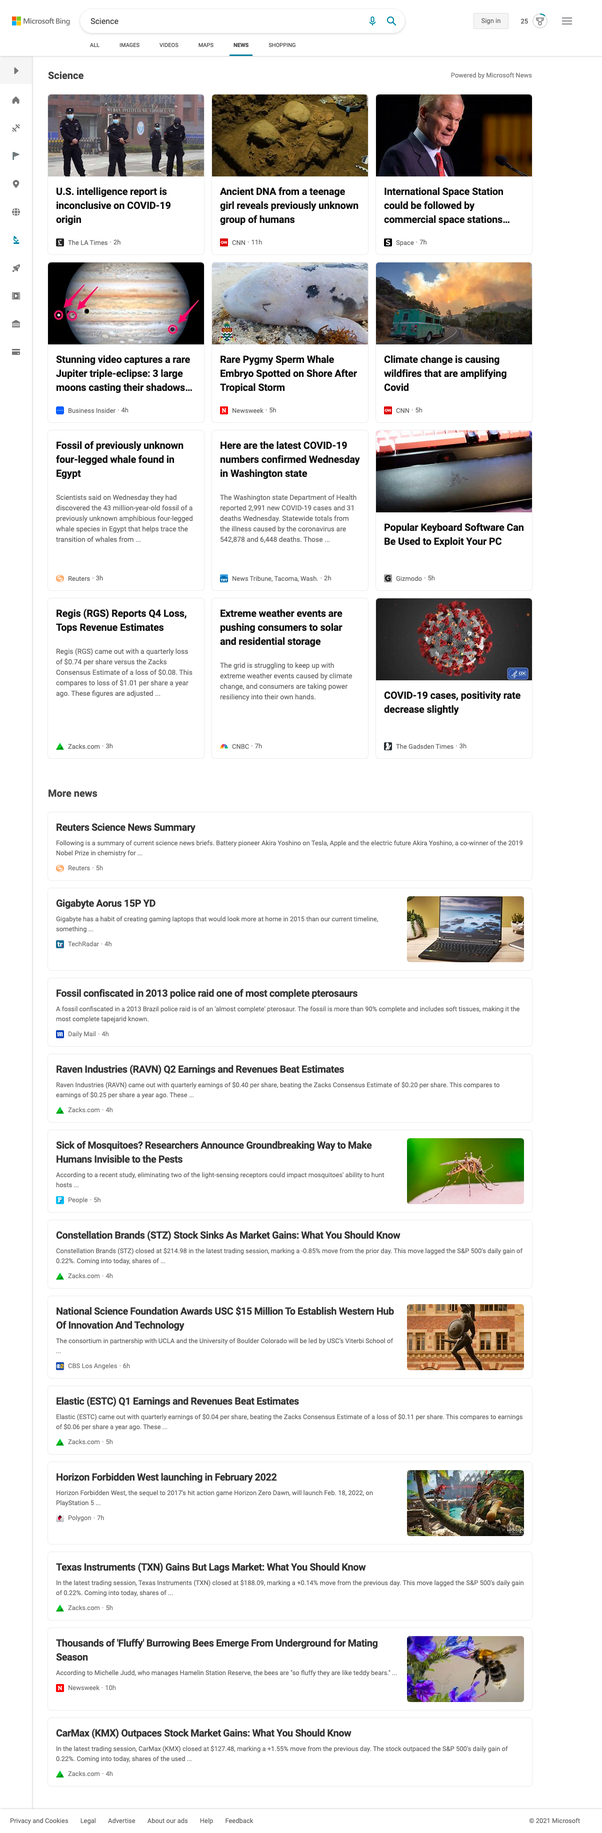 Microsoft Bing
Science
Sign in
25
ALL
IMAGES
VIDEOS
MAPS
NEWS
SHOPPING
Science
Powered by Microsoft News
U.S. intelligence report is
inconclusive on COVID-19
origin
The LA Times · 2h
Ancient DNA from a teenage
girl reveals previously unknown
group of humans
CNN · 11h
International Space Station
could be followed by
commercial space stations...
Space · 7h
Stunning video captures a rare
Jupiter triple-eclipse: 3 large
moons casting their shadows...
Business Insider · 4h
Rare Pygmy Sperm Whale
Embryo Spotted on Shore After
Tropical Storm
Newsweek · 5h
Climate change is causing
wildfires that are amplifying
Covid
CNN · 5h
Fossil of previously unknown
four-legged whale found in
Egypt
Scientists said on Wednesday they had
discovered the 43 million-year-old fossil of a
previously unknown amphibious four-legged
whale species in Egypt that helps trace the
transition of whales from ...
Reuters · 3h
Here are the latest COVID-19
numbers confirmed Wednesday
in Washington state
The Washington state Department of Health
reported 2,991 new COVID-19 cases and 31
deaths Wednesday. Statewide totals from
the illness caused by the coronavirus are
542,878 and 6,448 deaths. Those ...
News Tribune, Tacoma, Wash. · 2h
Popular Keyboard Software Can
Be Used to Exploit Your PC
Gizmodo · 5h
Regis (RGS) Reports Q4 Loss,
Tops Revenue Estimates
Regis (RGS) came out with a quarterly loss
of $0.74 per share versus the Zacks
Consensus Estimate of a loss of $0.08. This
compares to loss of $1.01 per share a year
ago. These figures are adjusted ...
Zacks.com · 3h
Extreme weather events are
pushing consumers to solar
and residential storage
The grid is struggling to keep up with
extreme weather events caused by climate
change, and consumers are taking power
resiliency into their own hands.
CNBC · 7h
CDC
COVID-19 cases, positivity rate
decrease slightly
The Gadsden Times · 3h
More news
Reuters Science News Summary
Following is a summary of current science news briefs. Battery pioneer Akira Yoshino on Tesla, Apple and the electric future Akira Yoshino, a co-winner of the 2019
Nobel Prize in chemistry for ...
Reuters · 5h
Gigabyte Aorus 15P YD
Gigabyte has a habit of creating gaming laptops that would look more at home in 2015 than our current timeline,
something ...
TechRadar · 4h
Fossil confiscated in 2013 police raid one of most complete pterosaurs
A fossil confiscated in a 2013 Brazil police raid is of an 'almost complete' pterosaur. The fossil is more than 90% complete and includes soft tissues, making it the
most complete tapejarid known.
Daily Mail · 4h
Raven Industries (RAVN) Q2 Earnings and Revenues Beat Estimates
Raven Industries (RAVN) came out with quarterly earnings of $0.40 per share, beating the Zacks Consensus Estimate of $0.20 per share. This compares to
earnings of $0.25 per share a year ago. These ...
Zacks.com · 4h
Sick of Mosquitoes? Researchers Announce Groundbreaking Way to Make
Humans Invisible to the Pests
According to a recent study, eliminating two of the light-sensing receptors could impact mosquitoes' ability to hunt
hosts ...
People · 5h
Constellation Brands (STZ) Stock Sinks As Market Gains: What You Should Know
Constellation Brands (STZ) closed at $214.98 in the latest trading session, marking a -0.85% move from the prior day. This move lagged the S&P 500's daily gain of
0.22%. Coming into today, shares of ...
Zacks.com · 4h
National Science Foundation Awards USC $15 Million To Establish Western Hub
Of Innovation And Technology
The consortium in partnership with UCLA and the University of Boulder Colorado will be led by USC's Viterbi School of
...
CBS Los Angeles · 6h
Elastic (ESTC) Q1 Earnings and Revenues Beat Estimates
Elastic (ESTC) came out with quarterly earnings of $0.04 per share, beating the Zacks Consensus Estimate of a loss of $0.11 per share. This compares to earnings
of $0.06 per share a year ago. These ...
Zacks.com · 5h
Horizon Forbidden West launching in February 2022
Horizon Forbidden West, the sequel to 2017's hit action game Horizon Zero Dawn, will launch Feb. 18, 2022, on
PlayStation 5 ...
Polygon · 7h
Texas Instruments (TXN) Gains But Lags Market: What You Should Know
In the latest trading session, Texas Instruments (TXN) closed at $188.09, marking a +0.14% move from the previous day. This move lagged the S&P 500's daily gain
of 0.22%. Coming into today, shares of ...
Zacks.com · 5h
Thousands of 'Fluffy' Burrowing Bees Emerge From Underground for Mating
Season
According to Michelle Judd, who manages Hamelin Station Reserve, the bees are "so fluffy they are like teddy bears." ...
Newsweek · 10h
CarMax (KMX) Outpaces Stock Market Gains: What You Should Know
In the latest trading session, CarMax (KMX) closed at $127.48, marking a +1.55% move from the previous day. The stock outpaced the S&P 500's daily gain of
0.22%. Coming into today, shares of the used ...
Zacks.com · 4h
Privacy and Cookies
Legal
Advertise
About our ads
Help
Feedback
© 2021 Microsoft